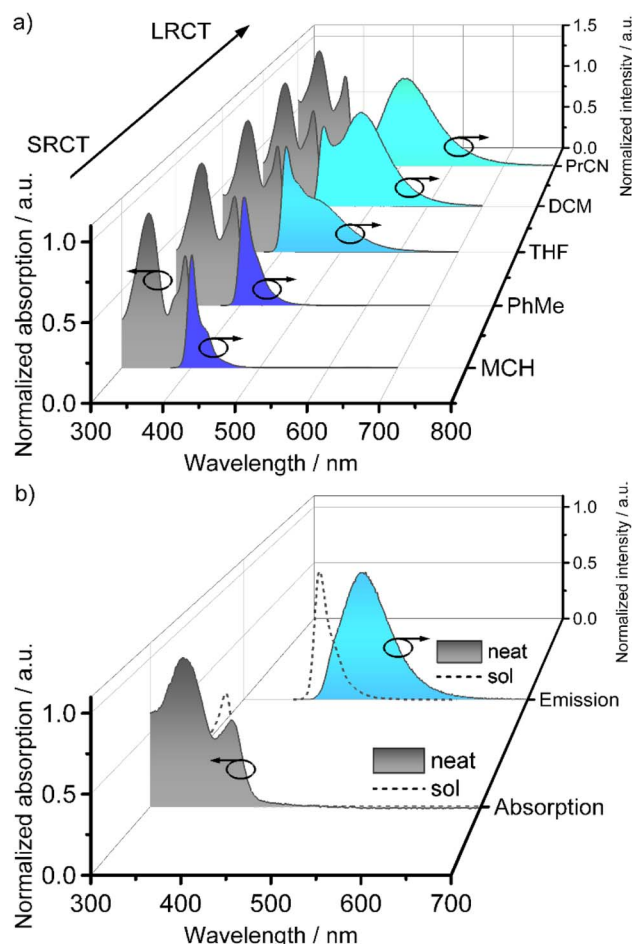 a)
LRCT
SRCT
Normalized intensity / a.u.
1.5
1.0
0.5
0.0
PrCN
DCM
THF
PhMe
MCH
Normalized absorption / a.u.
1.0
0.5
0.0
300 400 500 600 700 800
Wavelength / nm
b)
Normalized intensity / a.u.
1.0
0.5
0.0
neat
sol
Emission
neat
sol
Absorption
Normalized absorption / a.u.
1.0
0.5
0.0
300 400 500 600 700
Wavelength / nm